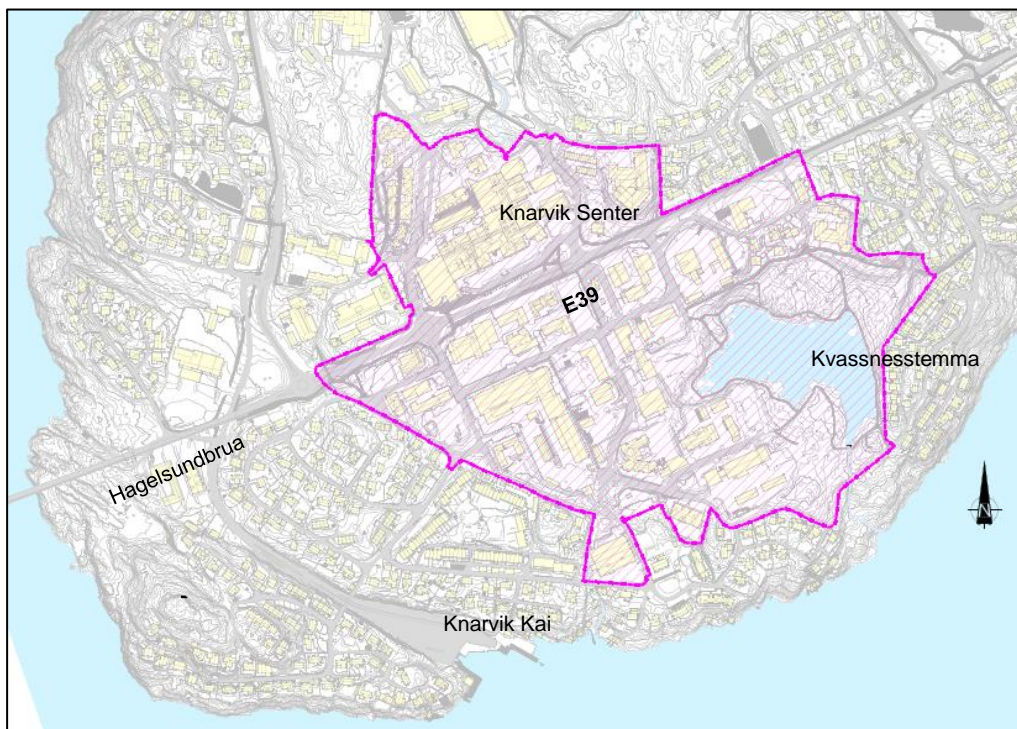 Knarvik Senter
E39
Kvassnesstemma
Hagelsundbrua
N
Knarvik Kai